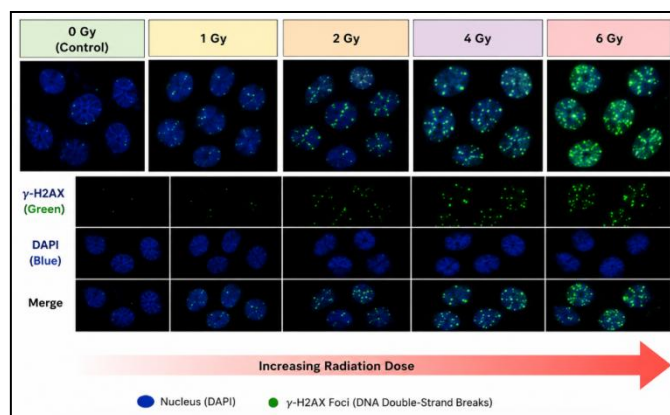 0 Gy
(Control)
1 Gy
2 Gy
4 Gy
6 Gy
γ-H2AX
(Green)
DAPI
(Blue)
Merge
Increasing Radiation Dose
Nucleus (DAPI)
γ-H2AX Foci (DNA Double-Strand Breaks)